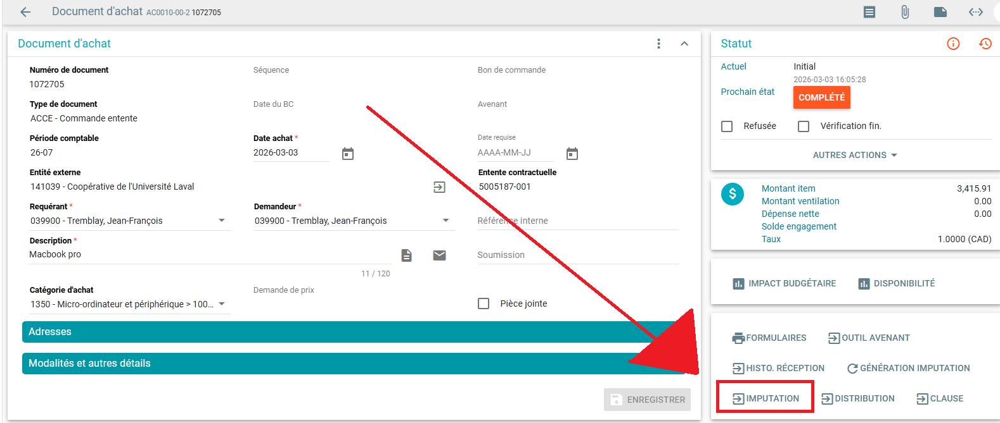 Document d'achat AC0010-00-2 1072705
Document d'achat
Numéro de document
Séquence
Bon de commande
1072705
Type de document
Date du BC
Avenant
ACCE - Commande entente
Période comptable
Date achat *
Date requise
26-07
2026-03-03
AAAA-MM-JJ
Entité externe
Entente contractuelle
141039 - Coopérative de l'Université Laval
5005187-001
Requérant *
Demandeur *
039900 - Tremblay, Jean-François
039900 - Tremblay, Jean-François
Référence interne
Description *
Macbook pro
Soumission
11 / 120
Catégorie d'achat
Demande de prix
1350 - Micro-ordinateur et périphérique > 100...
Pièce jointe
Adresses
Modalités et autres détails
ENREGISTRER
Statut
Actuel
Initial
2026-03-03 16:05:28
Prochain état
COMPLÉTÉ
Refusée
Vérification fin.
AUTRES ACTIONS
$
Montant item 3,415.91
Montant ventilation 0.00
Dépense nette 0.00
Solde engagement
Taux 1.0000 (CAD)
IMPACT BUDGÉTAIRE
DISPONIBILITÉ
FORMULAIRES
OUTIL AVENANT
HISTO. RÉCEPTION
GÉNÉRATION IMPUTATION
IMPUTATION
DISTRIBUTION
CLAUSE